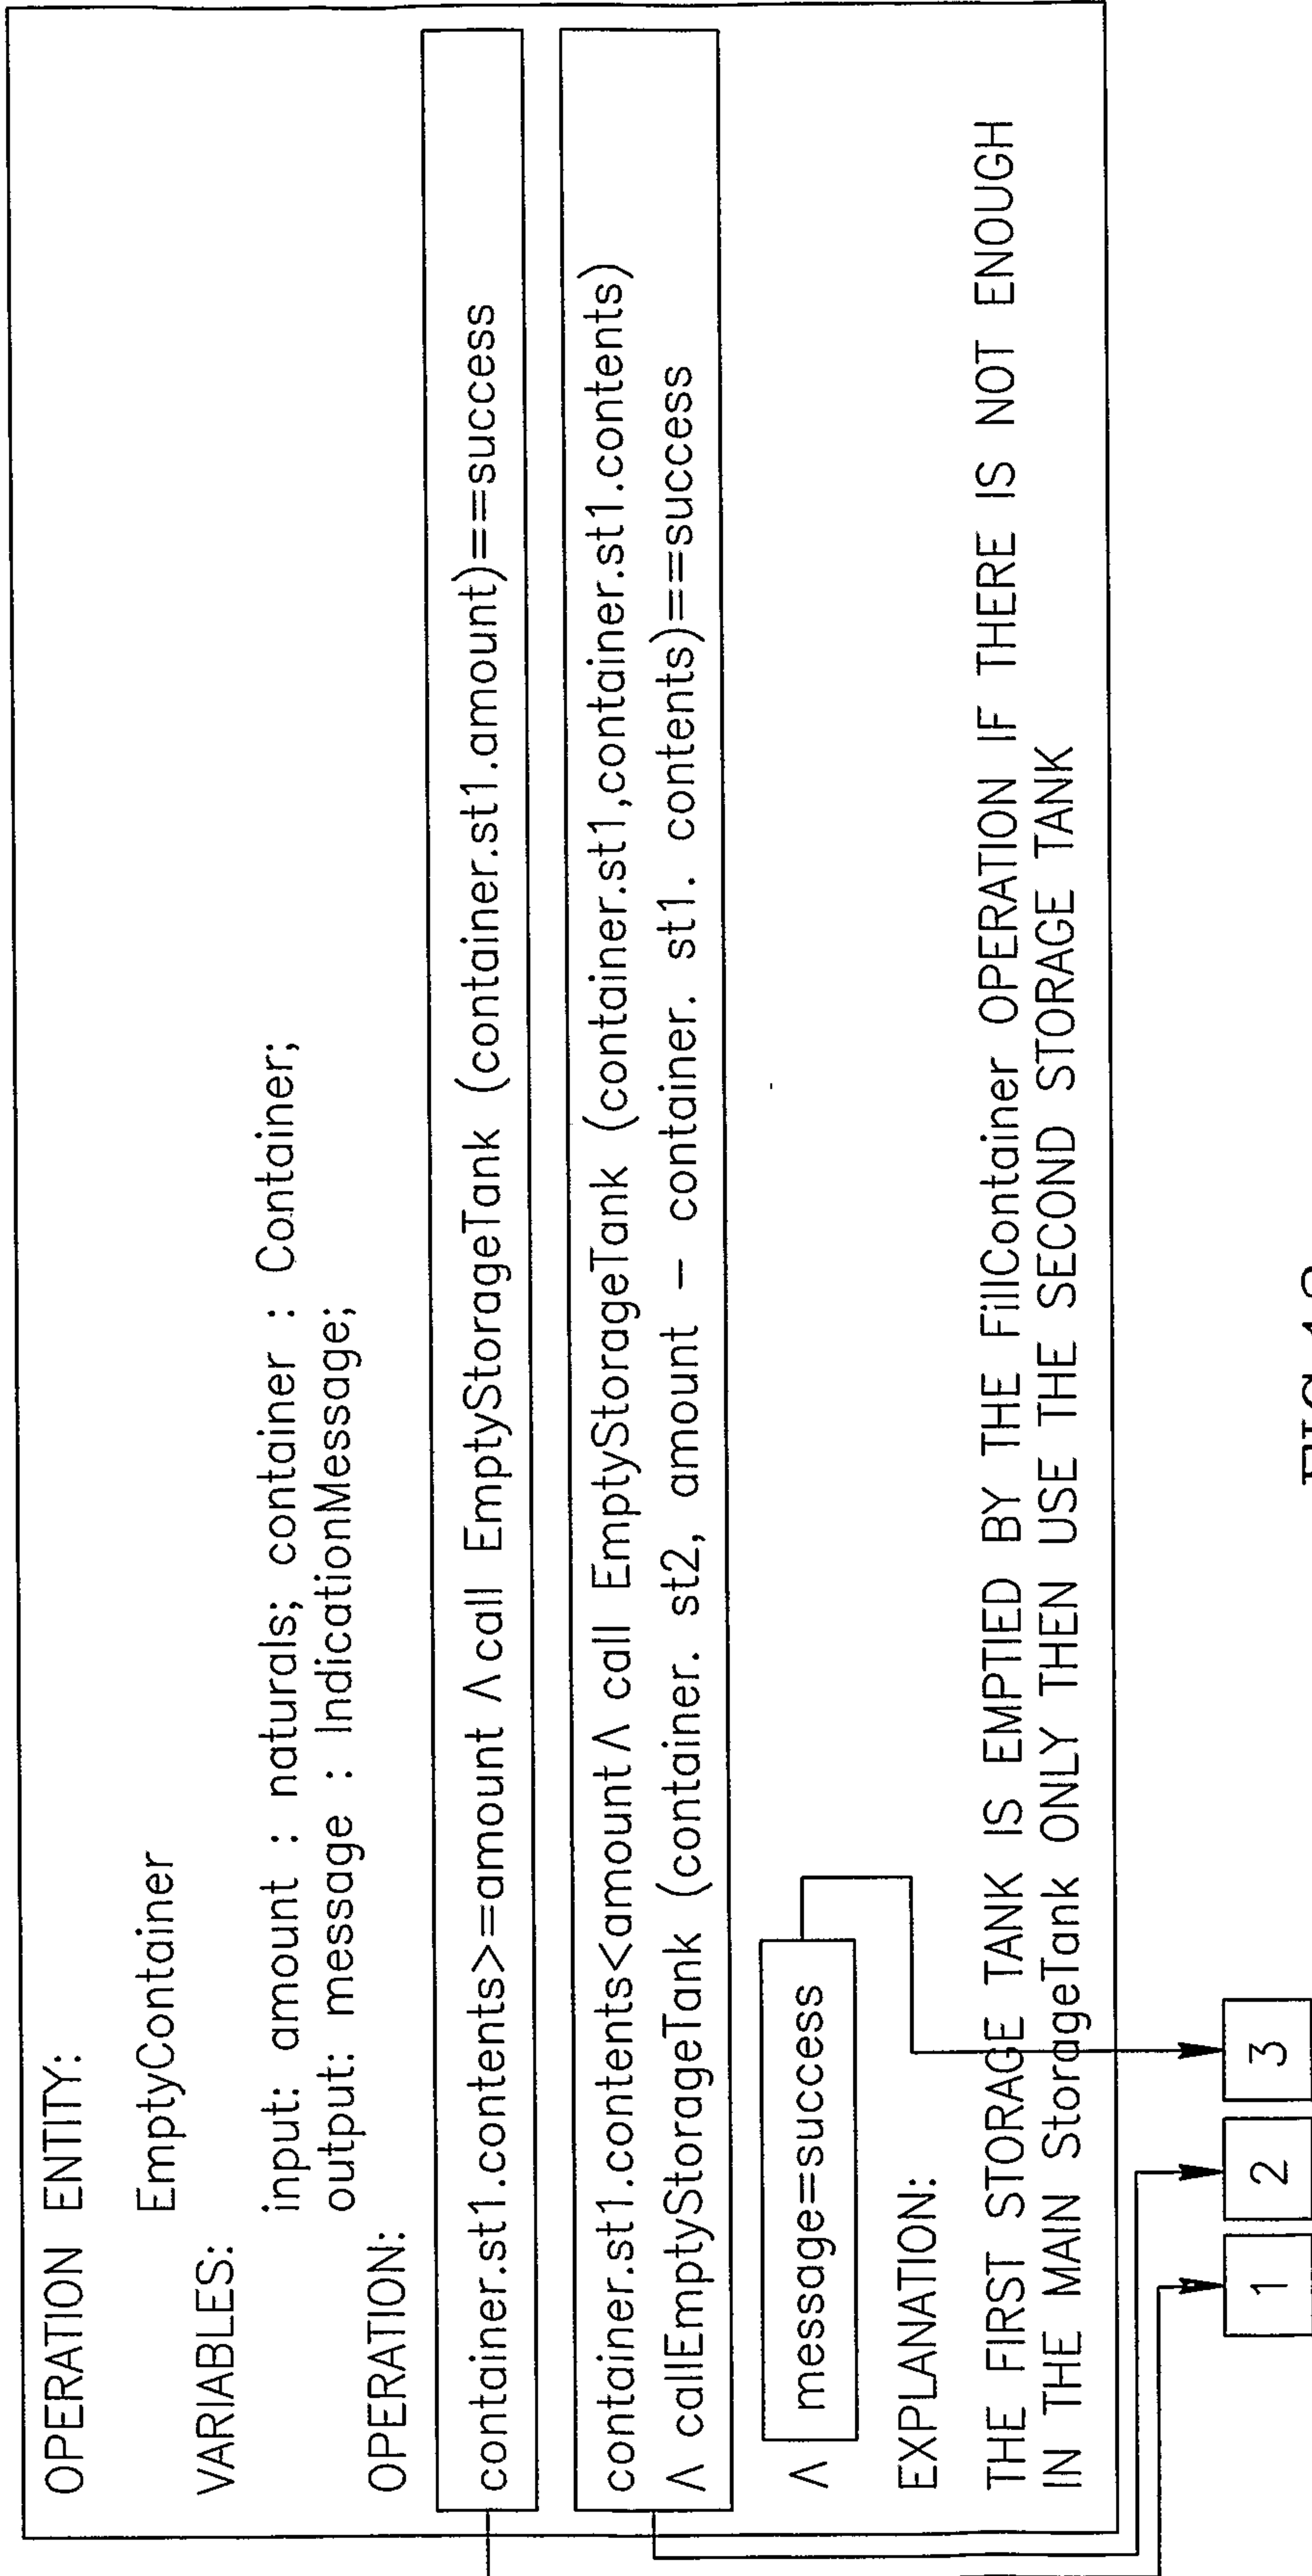 OPERATION ENTITY:
EmptyContainer
VARIABLES:
input: amount : naturals; container : Container;
output: message : IndicationMessage;
OPERATION:
container.st1.contents>=amount Λ call EmptyStorageTank (container.st1.amount)==success
container.st1.contents<amount Λ call EmptyStorageTank (container.st1,container.st1.contents)
Λ callEmptyStorageTank (container. st2, amount – container. st1. contents)==success
Λ message=success
EXPLANATION:
THE FIRST STORAGE TANK IS EMPTIED BY THE FillContainer OPERATION IF THERE IS NOT ENOUGH
IN THE MAIN StorageTank ONLY THEN USE THE SECOND STORAGE TANK
1 2 3